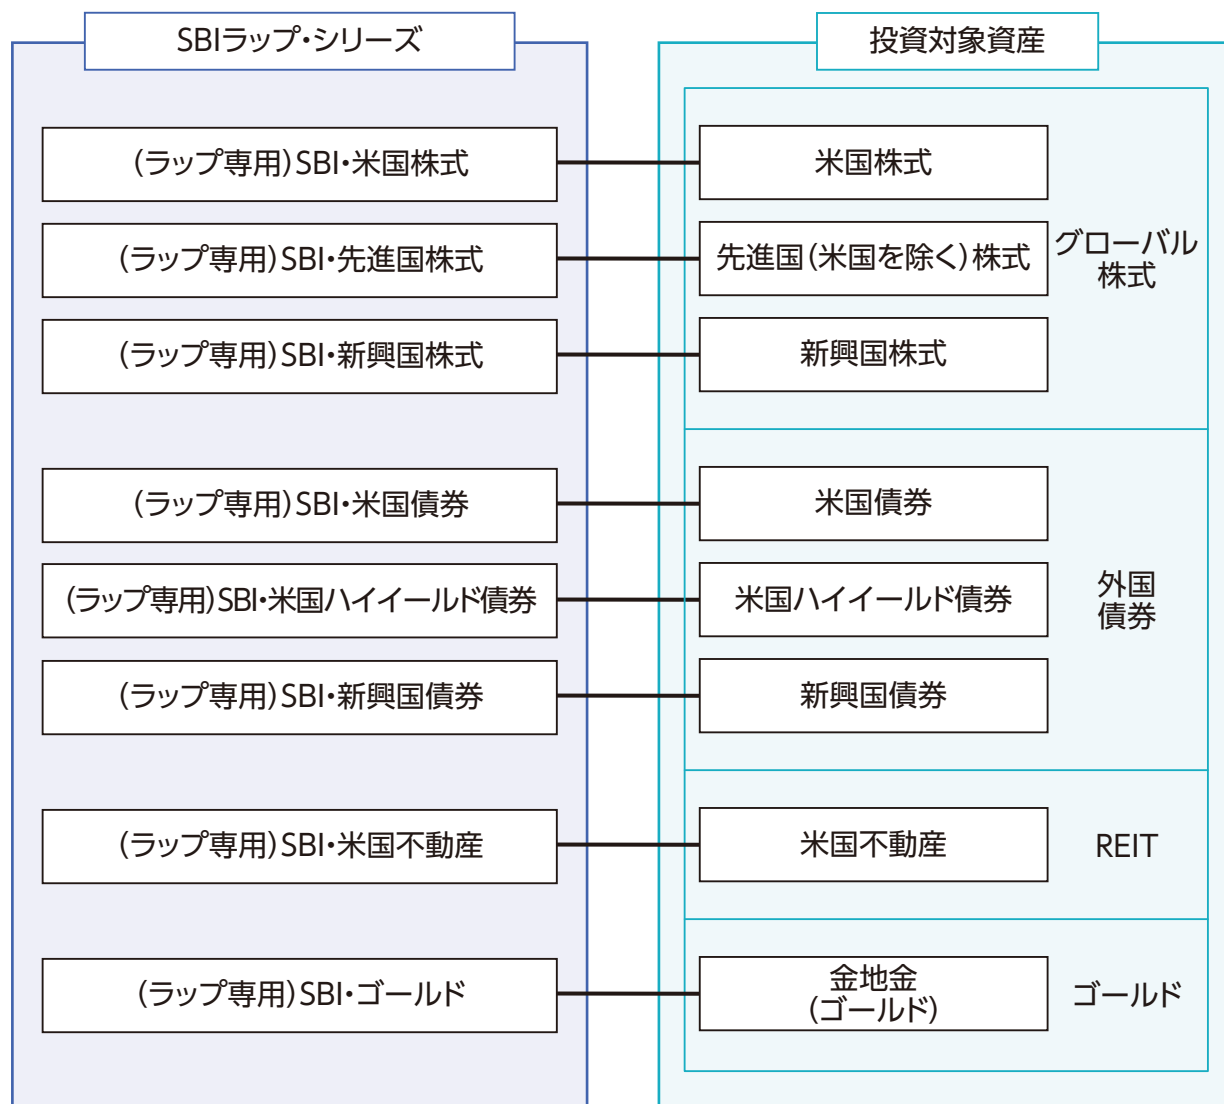 SBIラップ・シリーズ
投資対象資産
(ラップ専用)SBI・米国株式
米国株式
(ラップ専用)SBI・先進国株式
先進国(米国を除く)株式
(ラップ専用)SBI・新興国株式
新興国株式
グローバル
株式
(ラップ専用)SBI・米国債券
米国債券
(ラップ専用)SBI・米国ハイイールド債券
米国ハイイールド債券
(ラップ専用)SBI・新興国債券
新興国債券
外国
債券
(ラップ専用)SBI・米国不動産
米国不動産
REIT
(ラップ専用)SBI・ゴールド
金地金
(ゴールド)
ゴールド